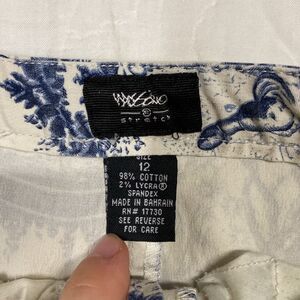 mossimo
stretch
SIZE
12
98% COTTON
2% LYCRA®
SPANDEX
MADE IN BAHRAIN
RN# 17730
SEE REVERSE
FOR CARE